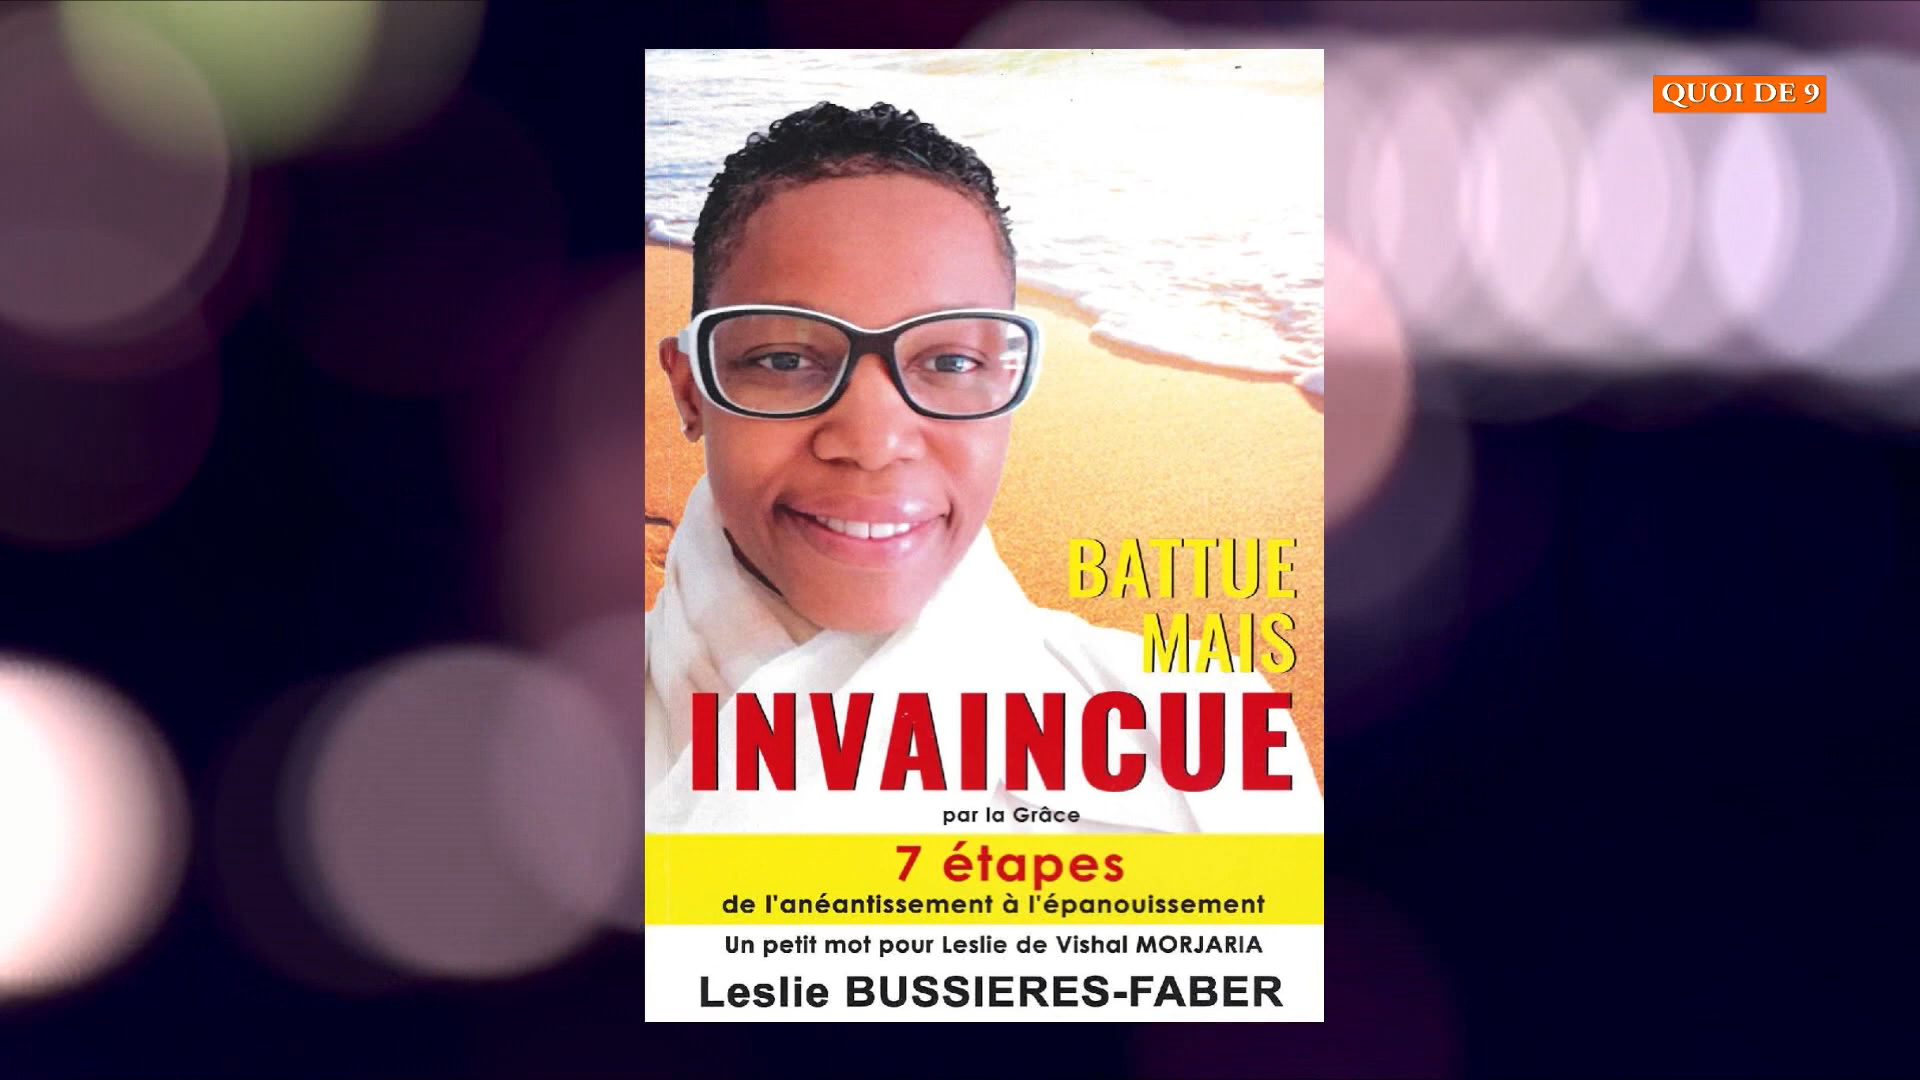 QUOI DE 9
BATTUE
MAIS
INVAINCUE
par la Grâce
7 étapes
de l'anéantissement à l'épanouissement
Un petit mot pour Leslie de Vishal MORJARIA
Leslie BUSSIERES-FABER